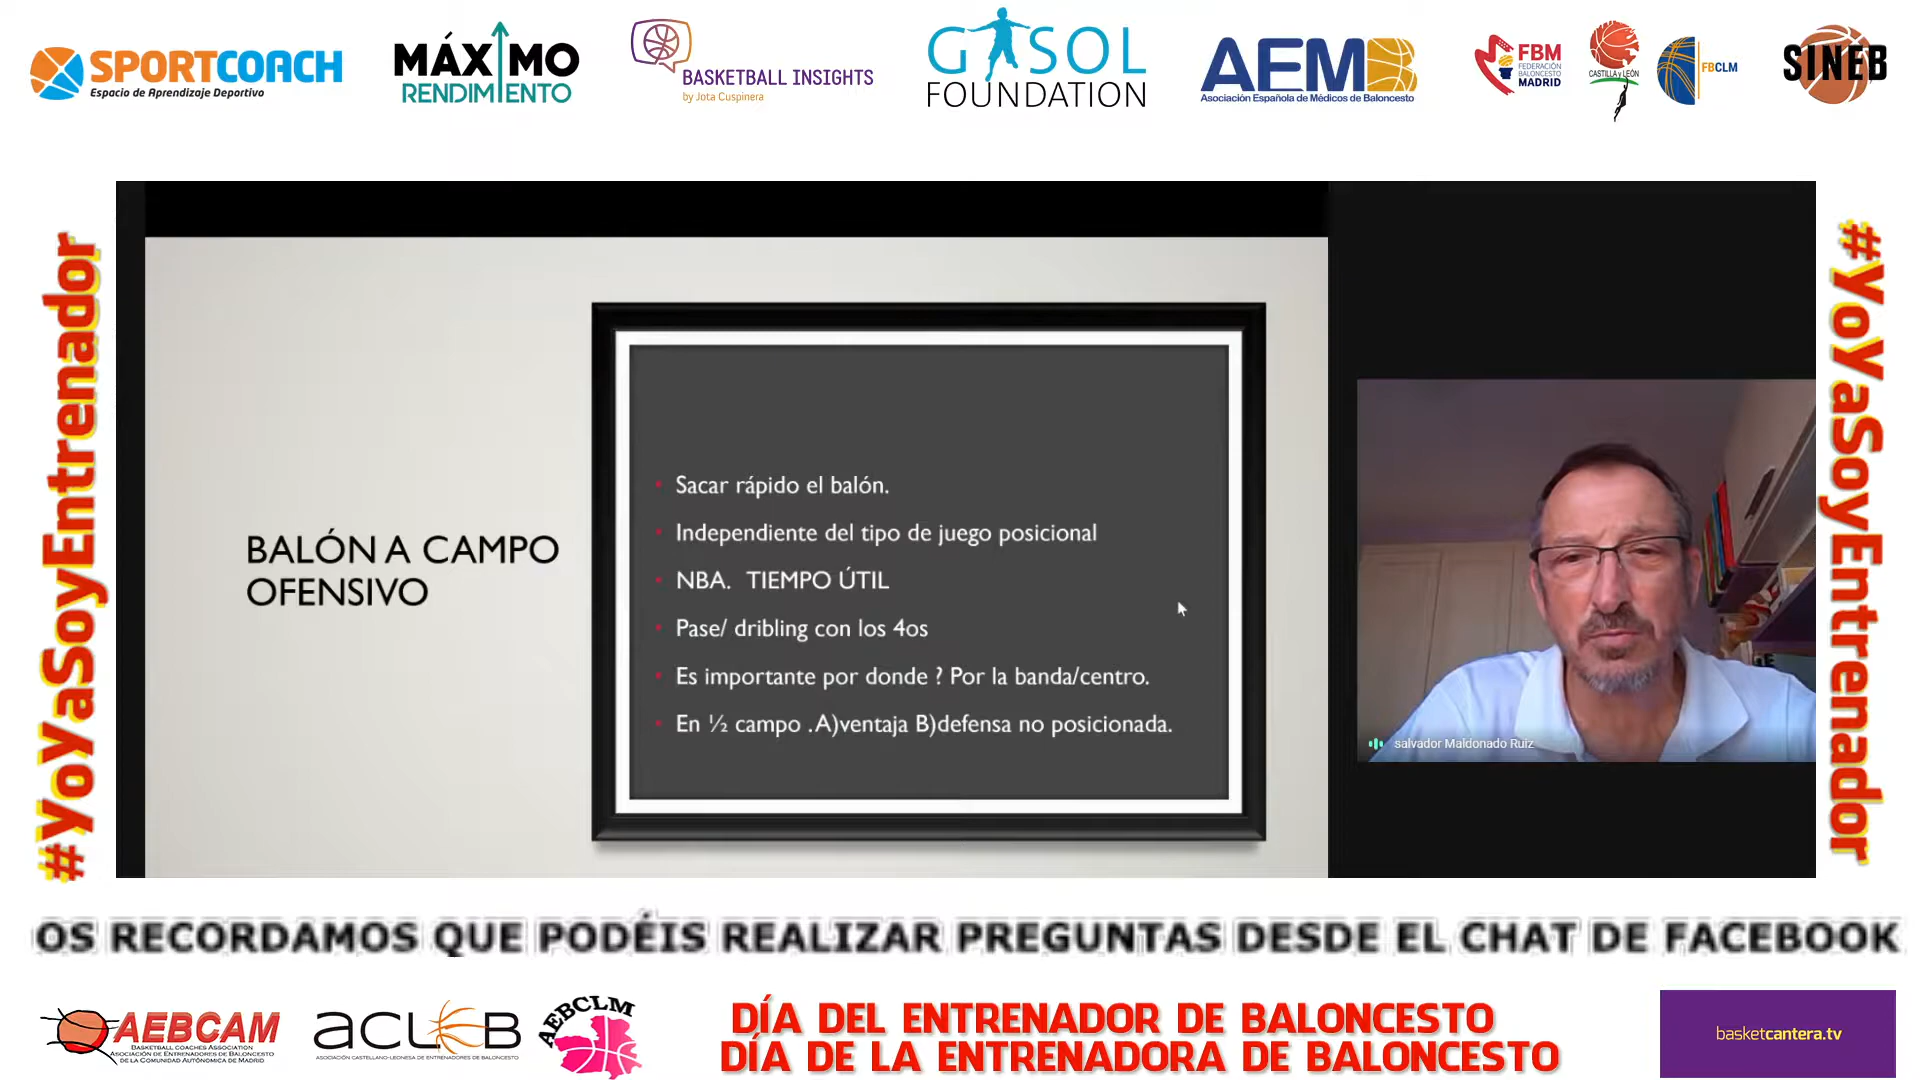 SPORTCOACH
Espacio de Aprendizaje Deportivo
MÁXIMO
RENDIMIENTO
BASKETBALL INSIGHTS
by Jota Cuspinera
GASOL
FOUNDATION
AEMB
Asociación Española de Médicos de Baloncesto
FBM
FEDERACIÓN
BALONCESTO
MADRID
CASTILLA y LEÓN
FBCLM
SINEB
#YoYaSoyEntrenador
BALÓN A CAMPO
OFENSIVO
Sacar rápido el balón.
Independiente del tipo de juego posicional
NBA. TIEMPO ÚTIL
Pase/ dribling con los 4os
Es importante por donde ? Por la banda/centro.
En ½ campo .A)ventaja B)defensa no posicionada.
salvador Maldonado Ruiz
#YoYaSoyEntrenador
OS RECORDAMOS QUE PODÉIS REALIZAR PREGUNTAS DESDE EL CHAT DE FACEBOOK
AEBCAM
BASKETBALL COACHES ASSOCIATION
ASOCIACIÓN DE ENTRENADORES DE BALONCESTO
DE LA COMUNIDAD AUTÓNOMICA DE MADRID
ACLEB
ASOCIACIÓN CASTELLANO-LEONESA DE ENTRENADORES DE BALONCESTO
AEBCLM
DÍA DEL ENTRENADOR DE BALONCESTO
DÍA DE LA ENTRENADORA DE BALONCESTO
basketcantera.tv